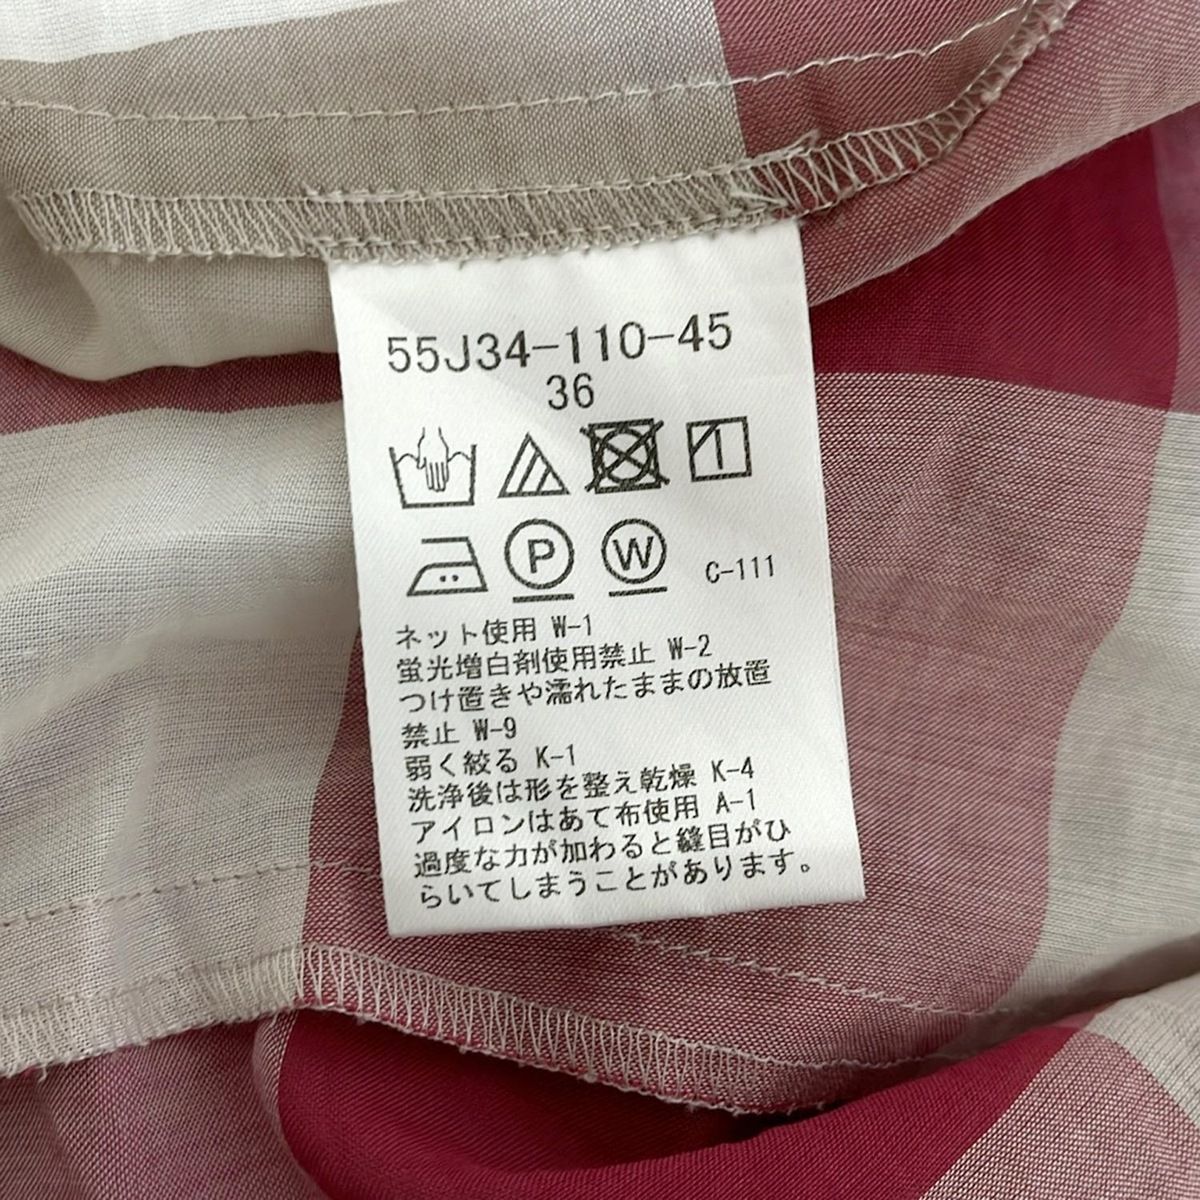 55J34-110-45
36
P W C-111
ネット使用 W-1
蛍光増白剤使用禁止 W-2
つけ置きや濡れたままの放置
禁止 W-9
弱く絞る K-1
洗浄後は形を整え乾燥 K-4
アイロンはあて布使用 A-1
過度な力が加わると縫目がひ
らいてしまうことがあります。